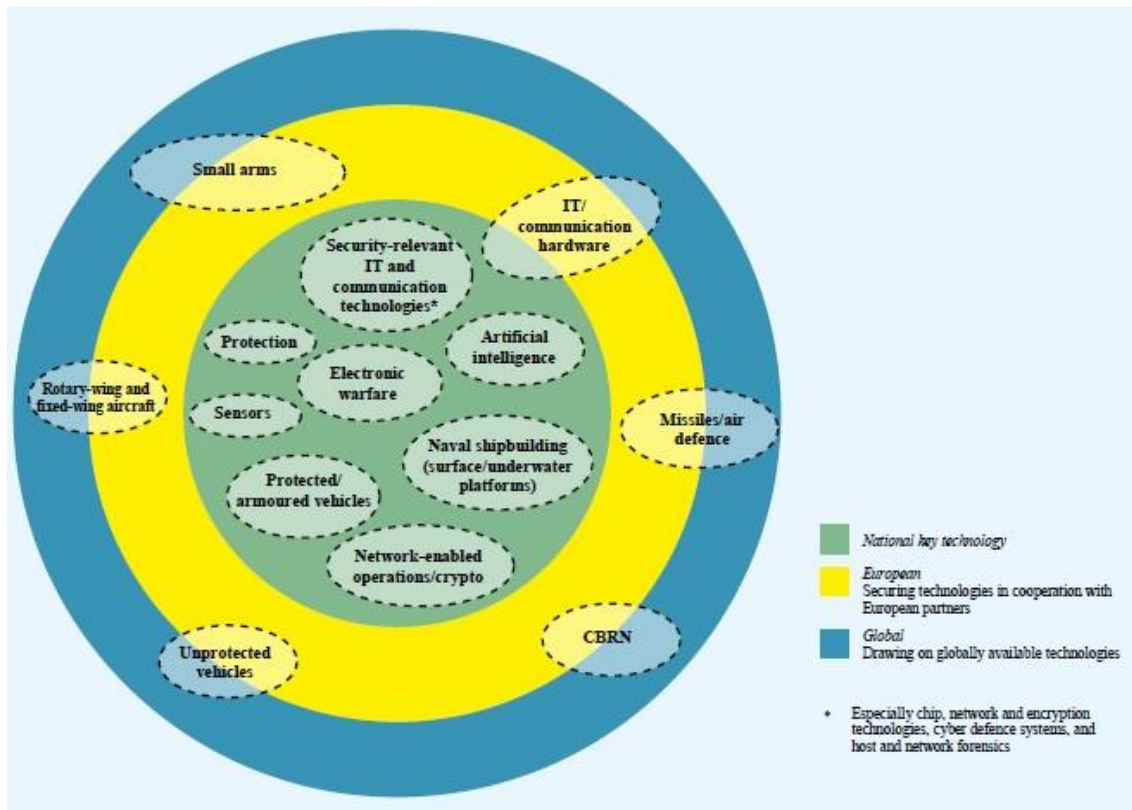 Small arms
IT/
communication
hardware
Security-relevant
IT and
communication
technologies*
Protection
Artificial
intelligence
Electronic
warfare
Rotary-wing and
fixed-wing aircraft
Sensors
Missiles/air
defence
Naval shipbuilding
(surface/underwater
platforms)
Protected/
armoured vehicles
Network-enabled
operations/crypto
CBRN
Unprotected
vehicles
National key technology
European
Securing technologies in cooperation with
European partners
Global
Drawing on globally available technologies
* Especially chip, network and encryption
technologies, cyber defence systems, and
host and network forensics